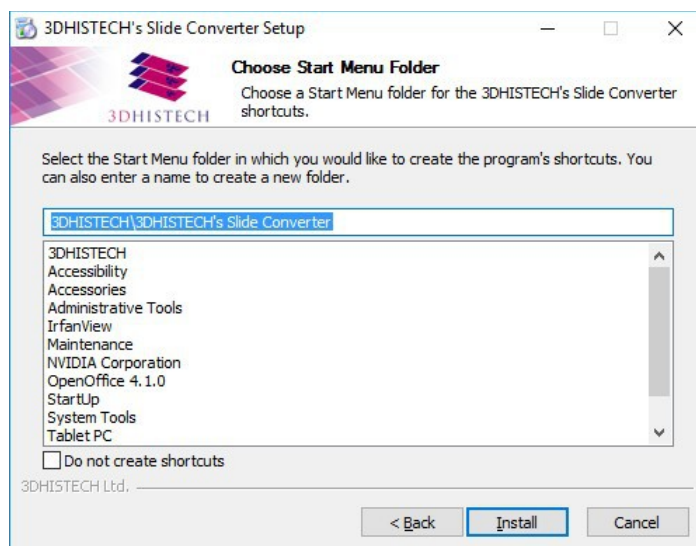 3DHISTECH's Slide Converter Setup
3DHISTECH
Choose Start Menu Folder
Choose a Start Menu folder for the 3DHISTECH's Slide Converter
shortcuts.
Select the Start Menu folder in which you would like to create the program's shortcuts. You
can also enter a name to create a new folder.
3DHISTECH\3DHISTECH's Slide Converter
3DHISTECH
Accessibility
Accessories
Administrative Tools
IrfanView
Maintenance
NVIDIA Corporation
OpenOffice 4.1.0
StartUp
System Tools
Tablet PC
Do not create shortcuts
3DHISTECH Ltd.
< Back Install Cancel